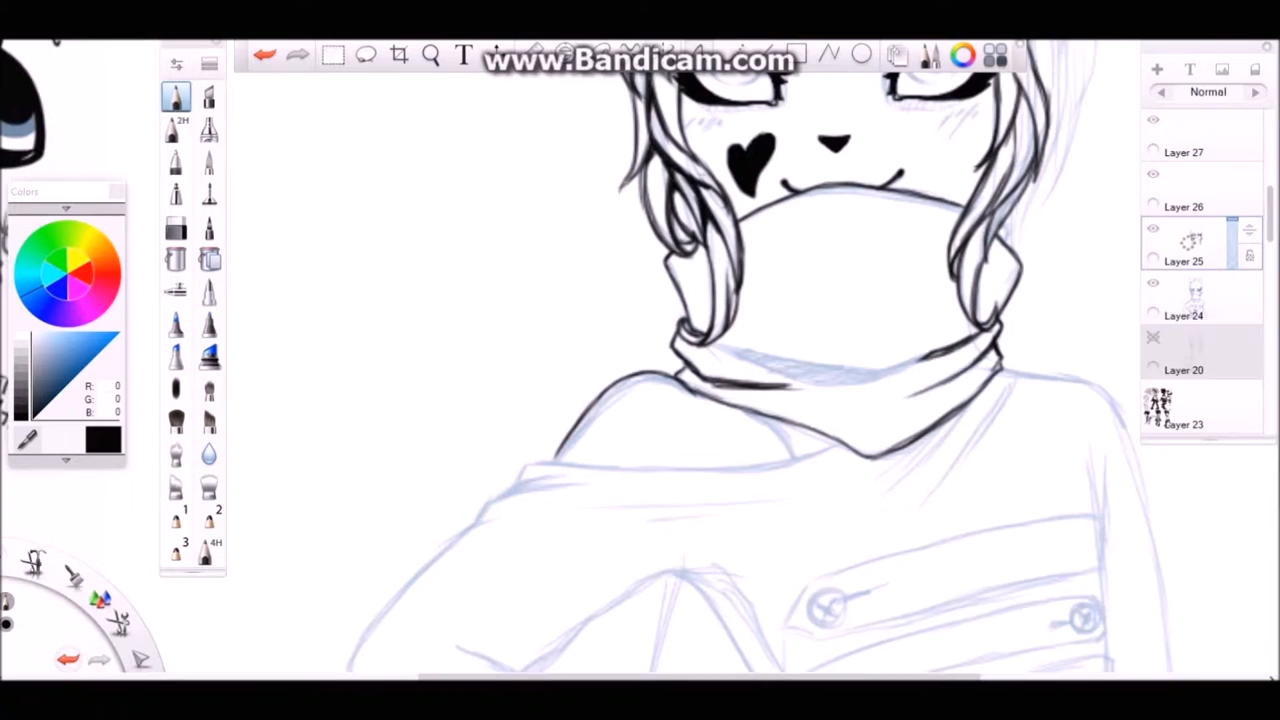 www.Bandicam.com
T
T
Normal
2H
Layer 27
Colors
Layer 26
Layer 25
Layer 24
Layer 20
R: 0
G: 0
B: 0
Layer 23
1
2
3
4H